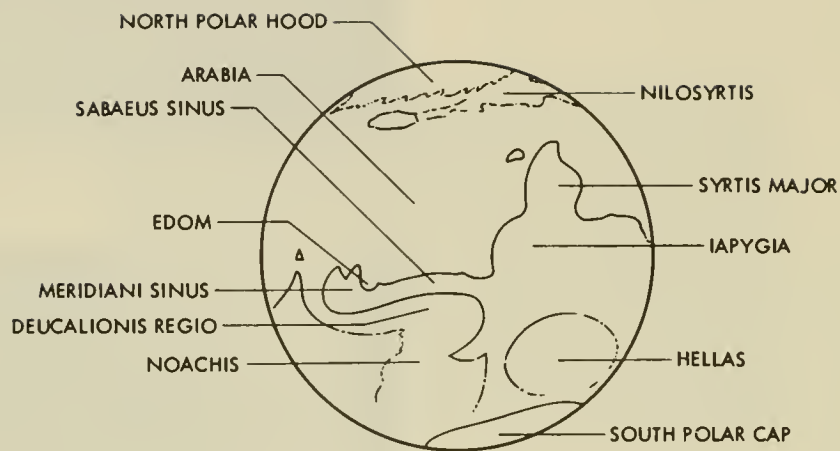 NORTH POLAR HOOD
ARABIA
SABAEUS SINUS
EDOM
MERIDIANI SINUS
DEUCALIONIS REGIO
NOACHIS
NILOSYRTIS
SYRTIS MAJOR
IAPYGIA
HELLAS
SOUTH POLAR CAP